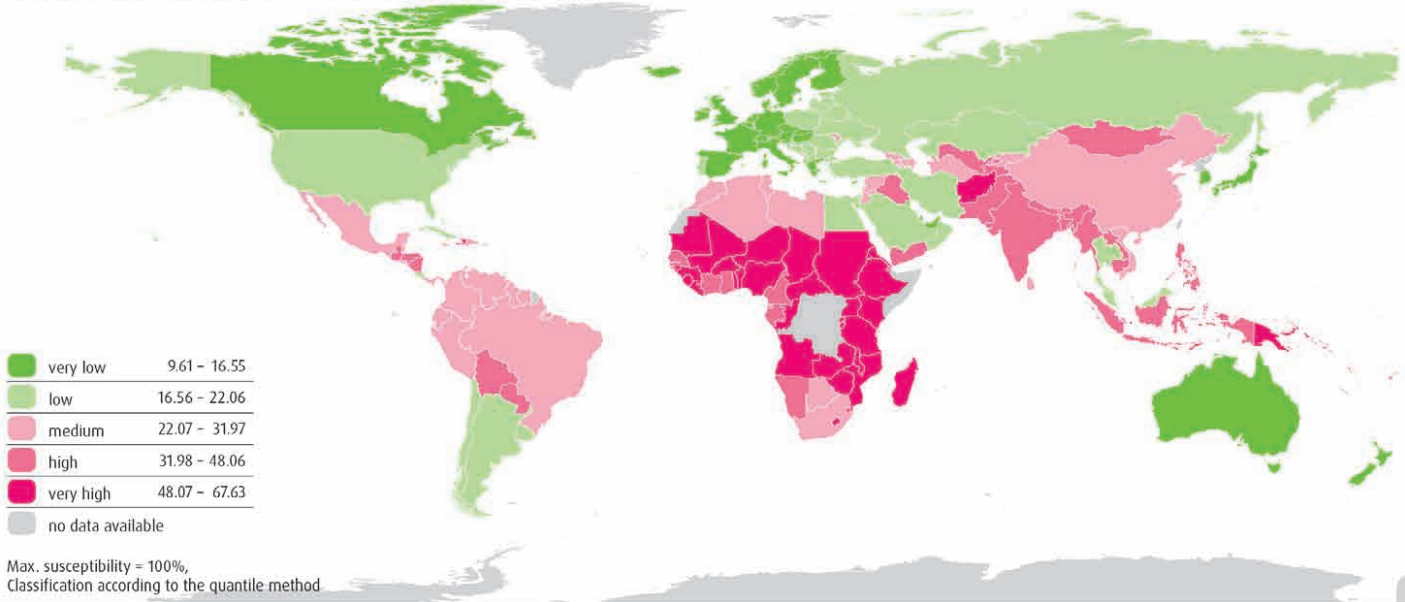 very low 9.61 – 16.55
low 16.56 – 22.06
medium 22.07 – 31.97
high 31.98 – 48.06
very high 48.07 – 67.63
no data available
Max. susceptibility = 100%,
Classification according to the quantile method